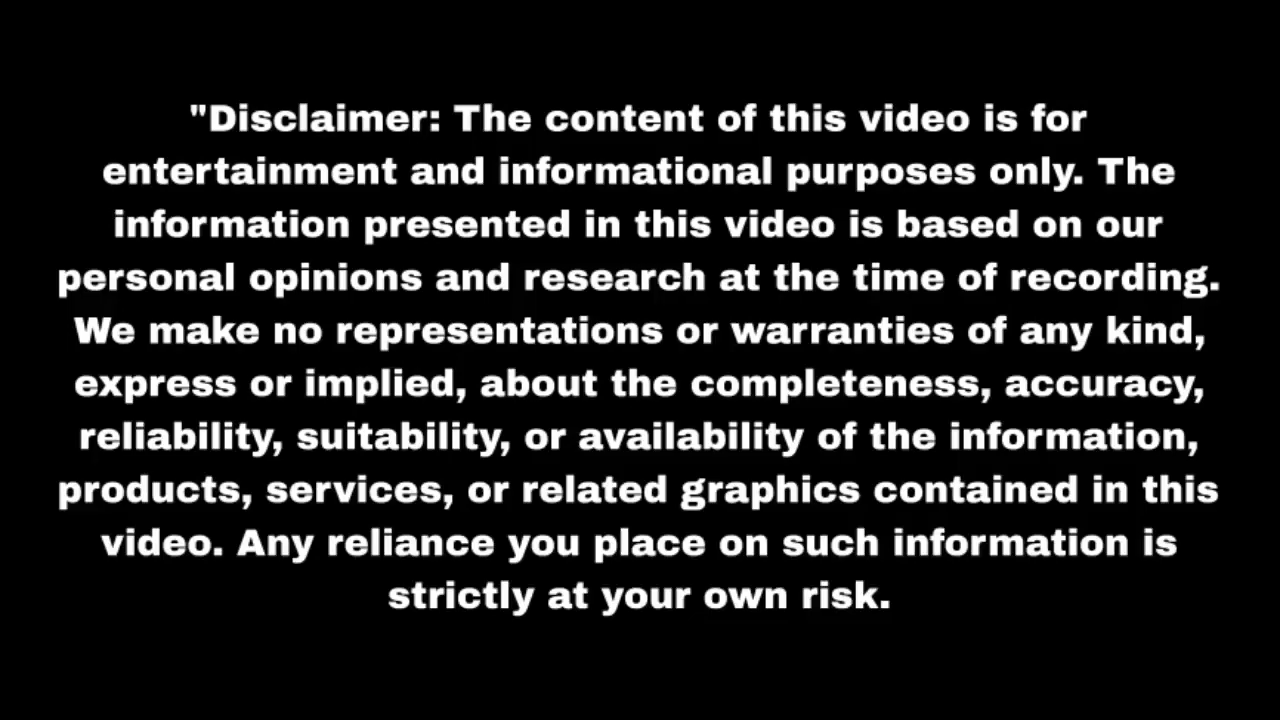 "Disclaimer: The content of this video is for
entertainment and informational purposes only. The
information presented in this video is based on our
personal opinions and research at the time of recording.
We make no representations or warranties of any kind,
express or implied, about the completeness, accuracy,
reliability, suitability, or availability of the information,
products, services, or related graphics contained in this
video. Any reliance you place on such information is
strictly at your own risk.